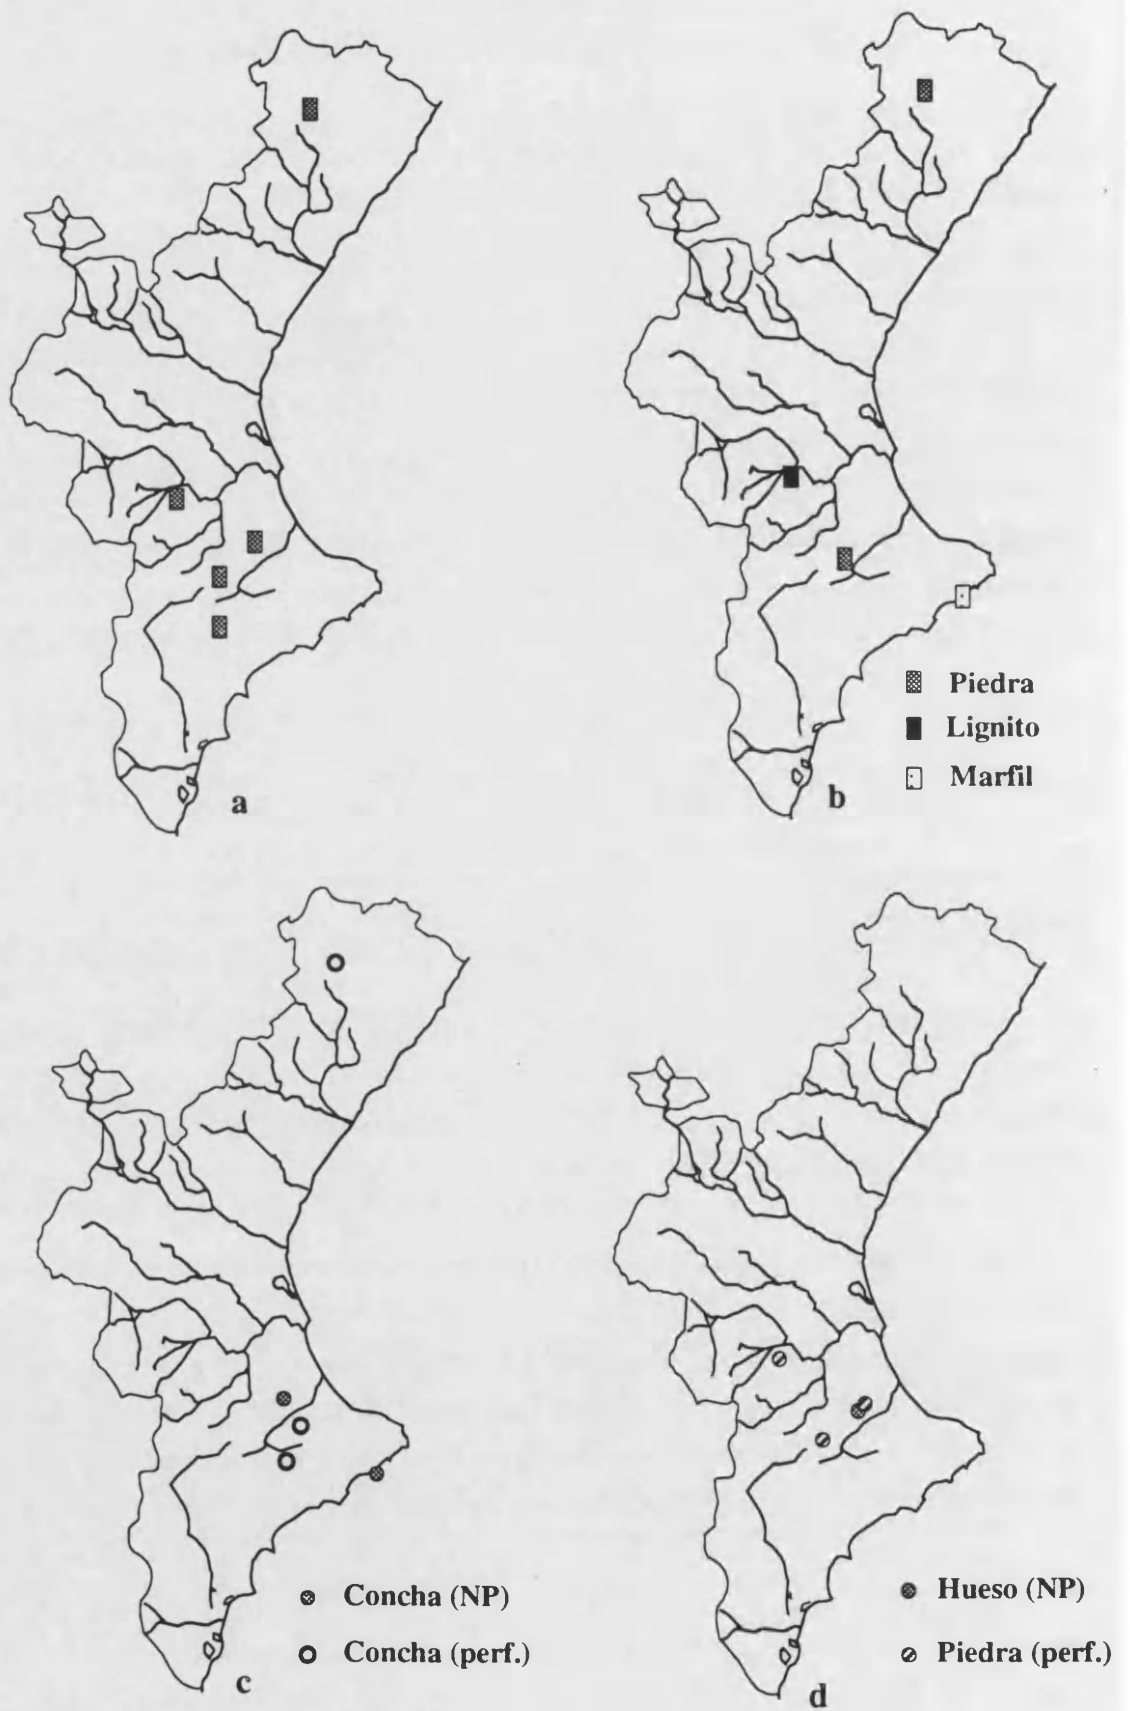 Piedra
Lignito
Marfil
a
b
Concha (NP)
Concha (perf.)
c
Hueso (NP)
Piedra (perf.)
d